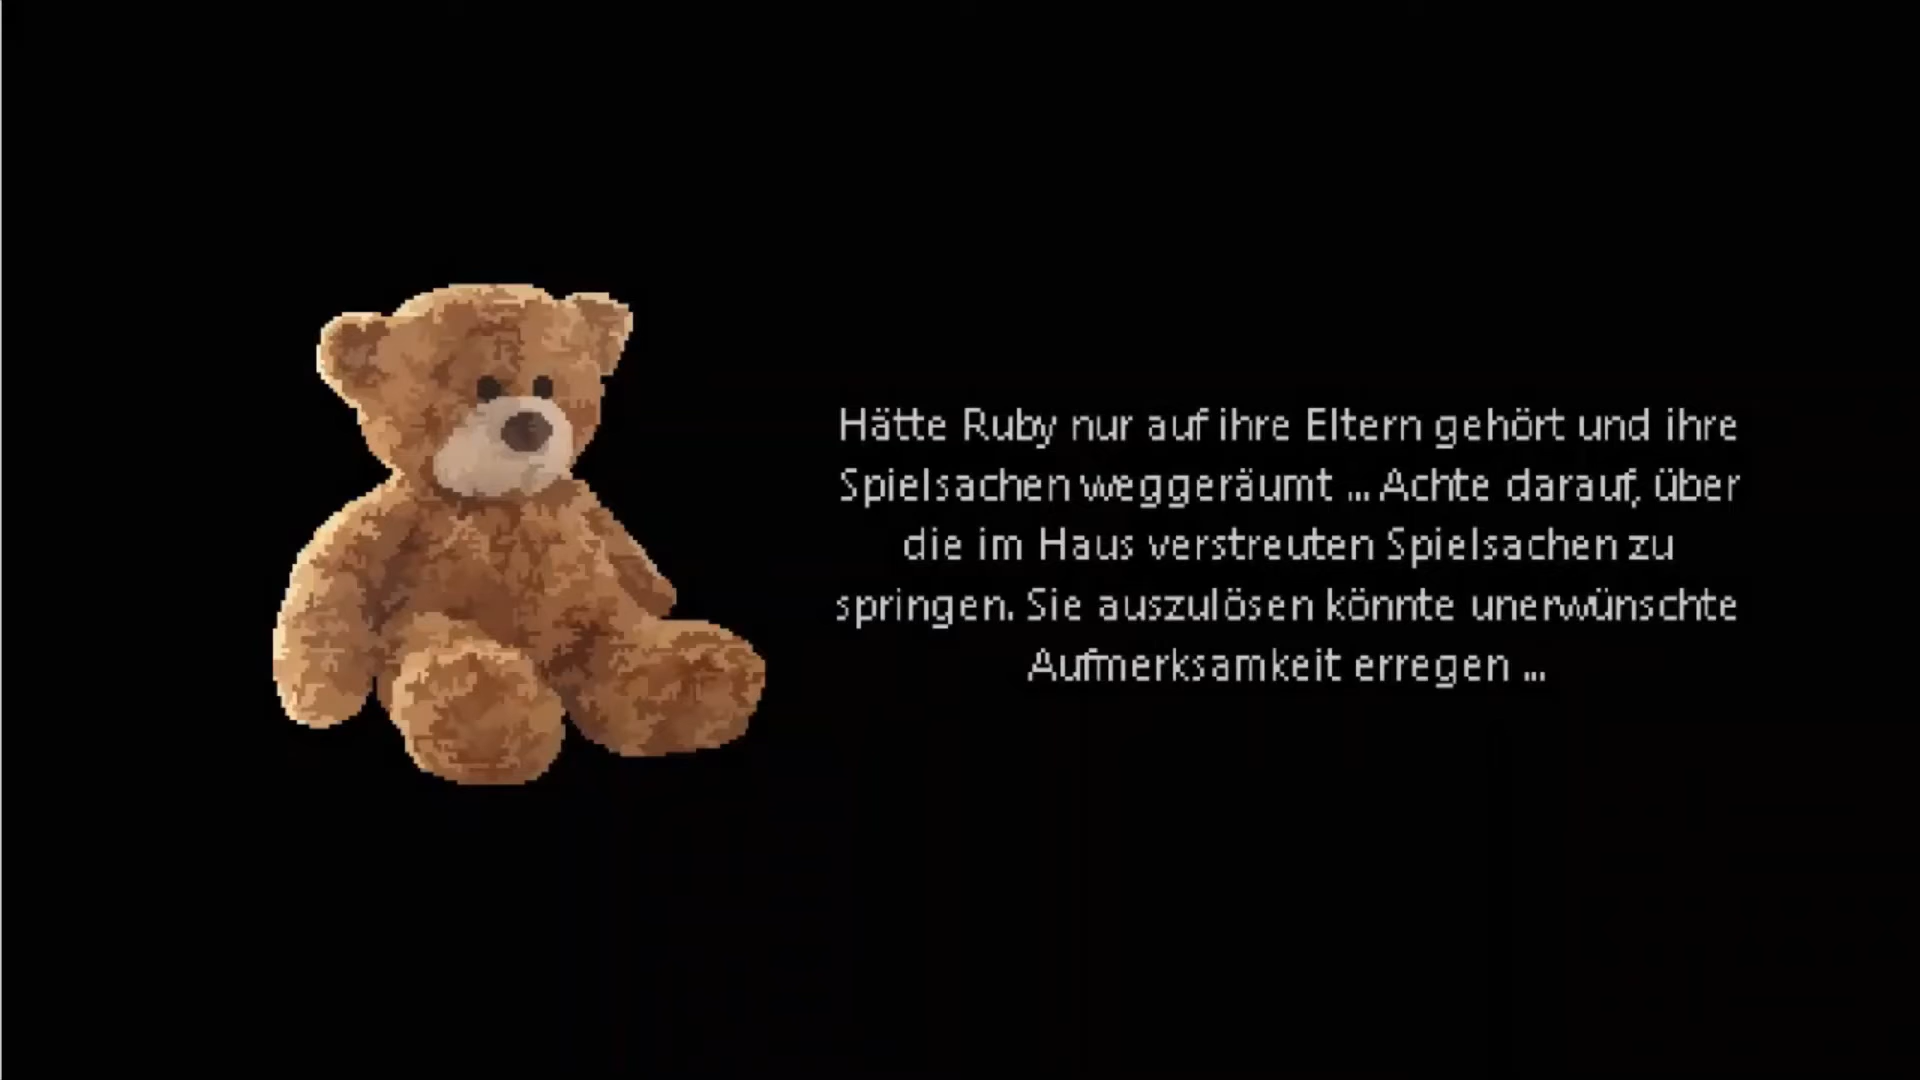 Hätte Ruby nur auf ihre Eltern gehört und ihre
Spielsachen weggeräumt ... Achte darauf, über
die im Haus verstreuten Spielsachen zu
springen. Sie auszulösen könnte unerwünschte
Aufmerksamkeit erregen ...